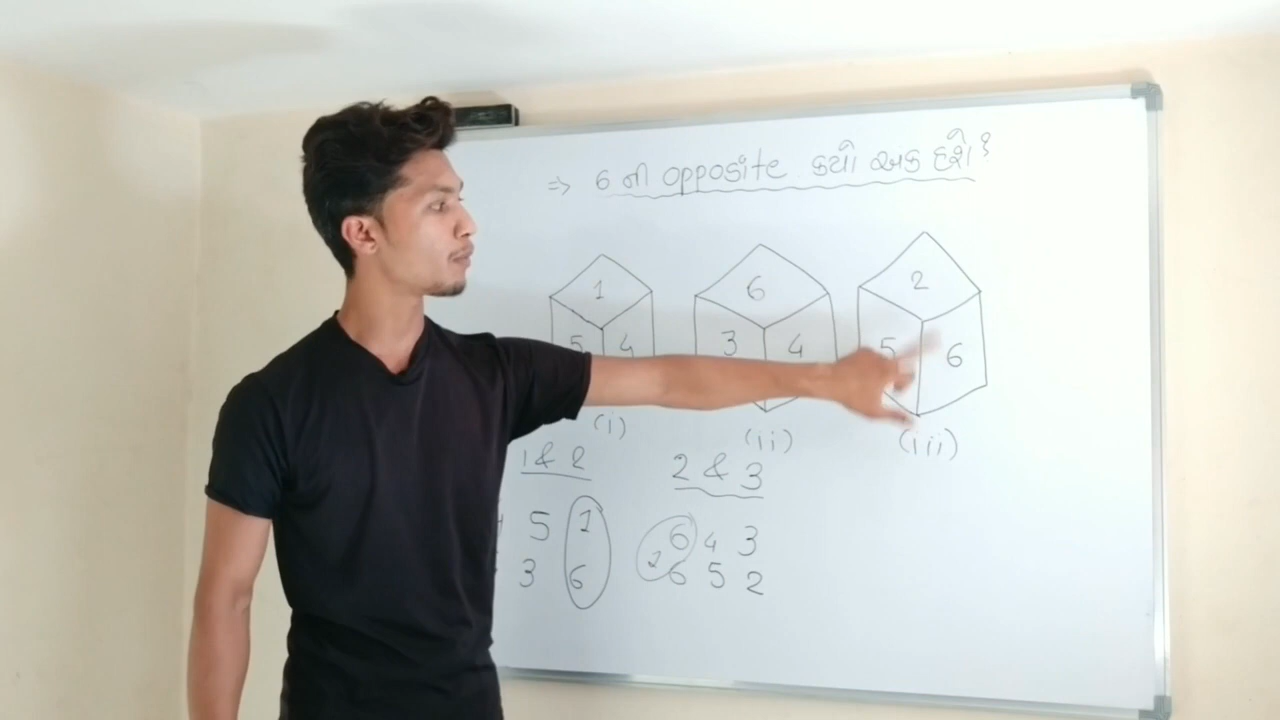 ⇒ 6 ની opposite કયો અંક હશે?
1
5 4
6
3 4
2
5 6
(i) (ii) (iii)
1 & 2
5 1
3 6
2 & 3
6 4 3
2 6 5 2